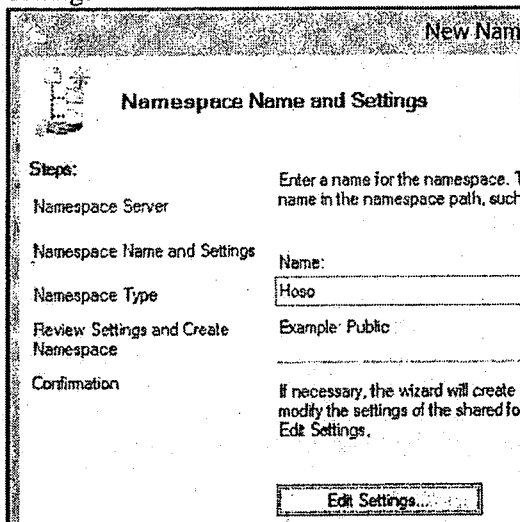 New Nam
Namespace Name and Settings
Steps:
Namespace Server
Namespace Name and Settings
Namespace Type
Review Settings and Create
Namespace
Confirmation
Enter a name for the namespace. T
name in the namespace path, such
Name:
Hoso
Example: Public
If necessary, the wizard will create
modify the settings of the shared fo
Edit Settings.
Edit Settings...